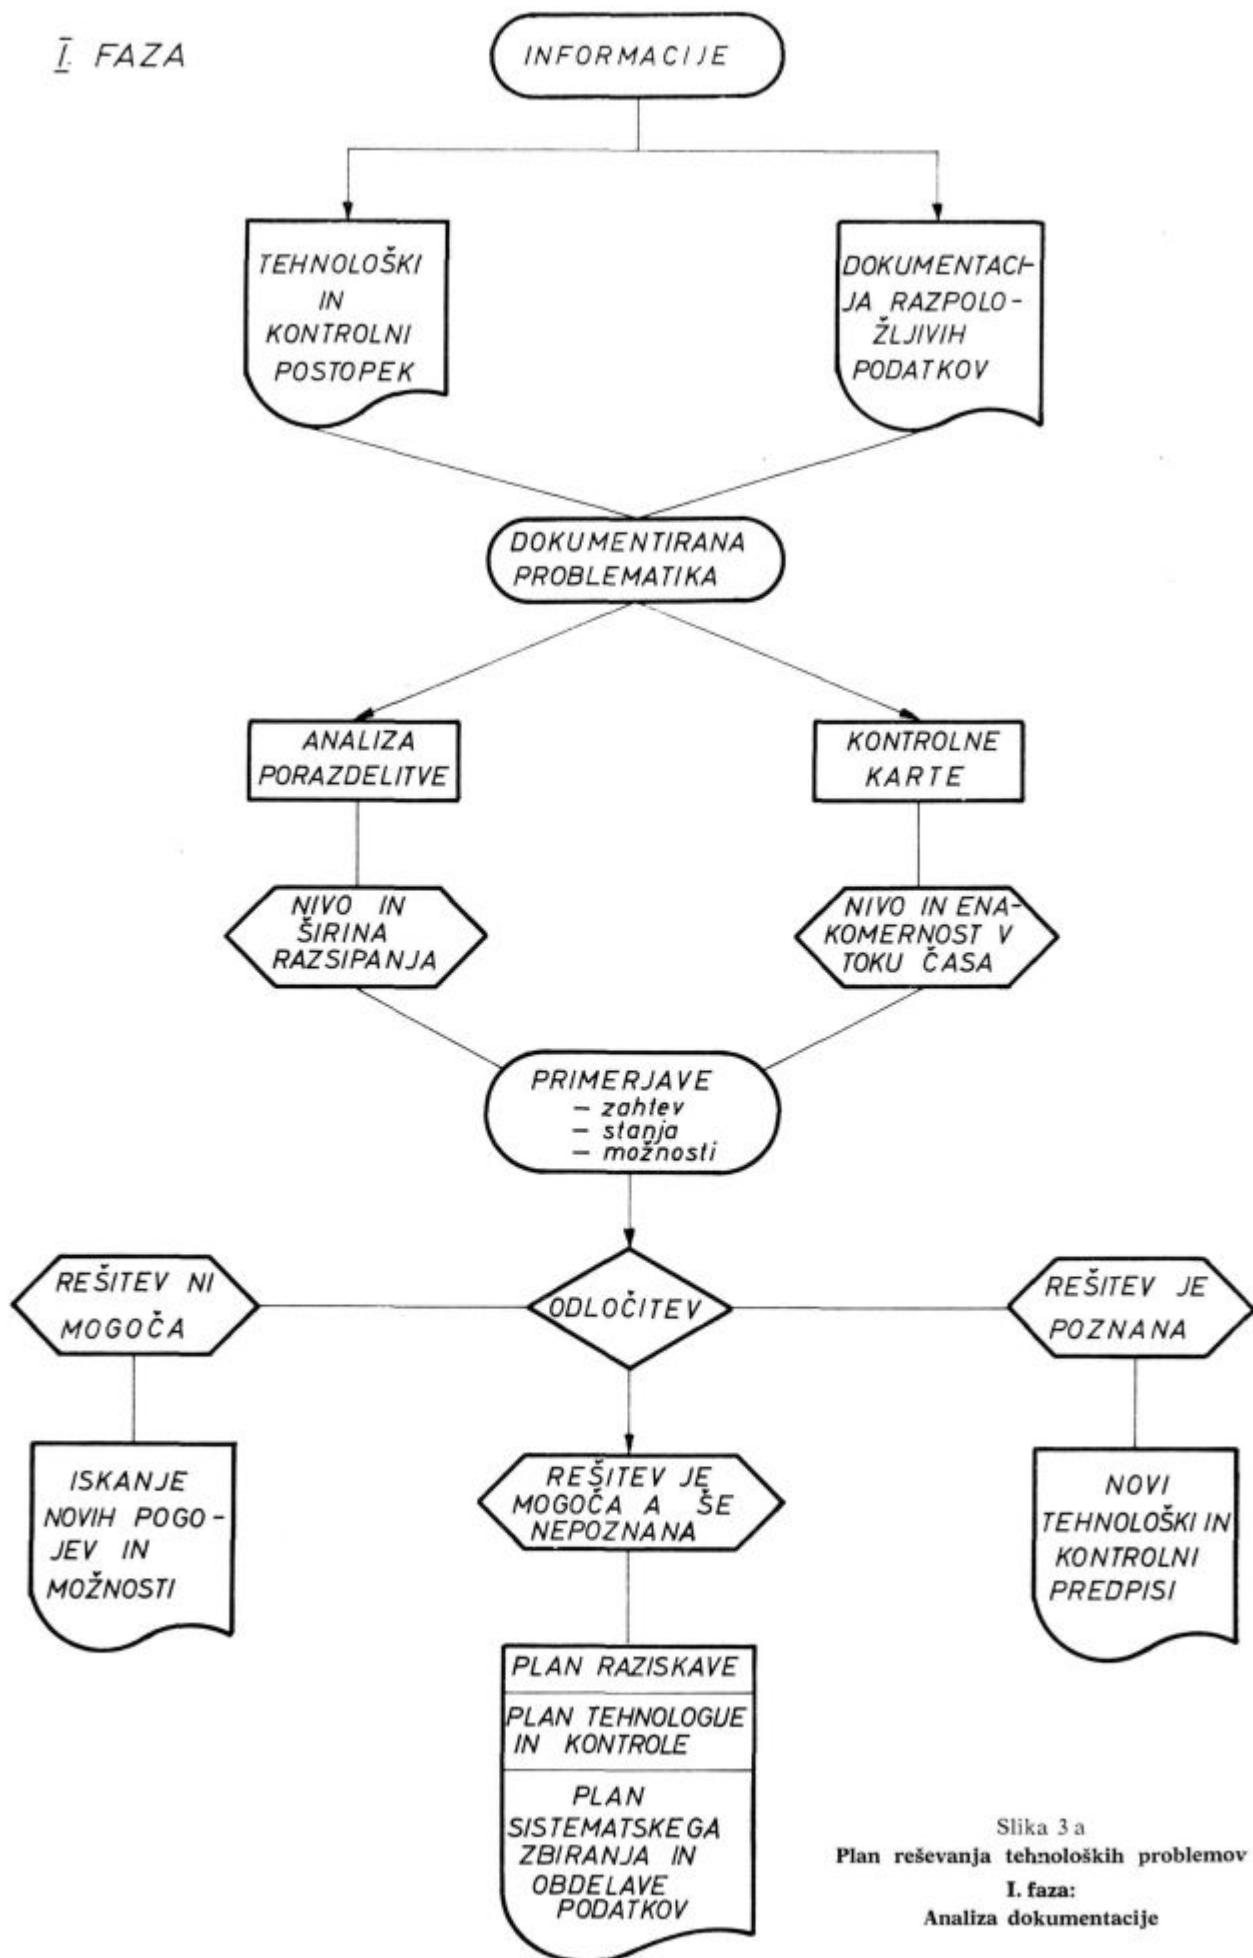 I. FAZA
INFORMACIJE
TEHNOLOŠKI
IN
KONTROLNI
POSTOPEK
DOKUMENTACI-
JA RAZPOLO-
ŽLJIVIH
PODATKOV
DOKUMENTIRANA
PROBLEMATIKA
ANALIZA
PORAZDELITVE
KONTROLNE
KARTE
NIVO IN
ŠIRINA
RAZSIPANJA
NIVO IN ENA-
KOMERNOST V
TOKU ČASA
PRIMERJAVE
– zahtev
– stanja
– možnosti
ODLOČITEV
REŠITEV NI
MOGOČA
REŠITEV JE
POZNANA
ISKANJE
NOVIH POGO-
JEV IN
MOŽNOSTI
REŠITEV JE
MOGOČA A ŠE
NEPOZNANA
NOVI
TEHNOLOŠKI IN
KONTROLNI
PREDPISI
PLAN RAZISKAVE
PLAN TEHNOLOGIJE
IN KONTROLE
PLAN
SISTEMATSKEGA
ZBIRANJA IN
OBDELAVE
PODATKOV
Slika 3 a
Plan reševanja tehnoloških problemov
I. faza:
Analiza dokumentacije